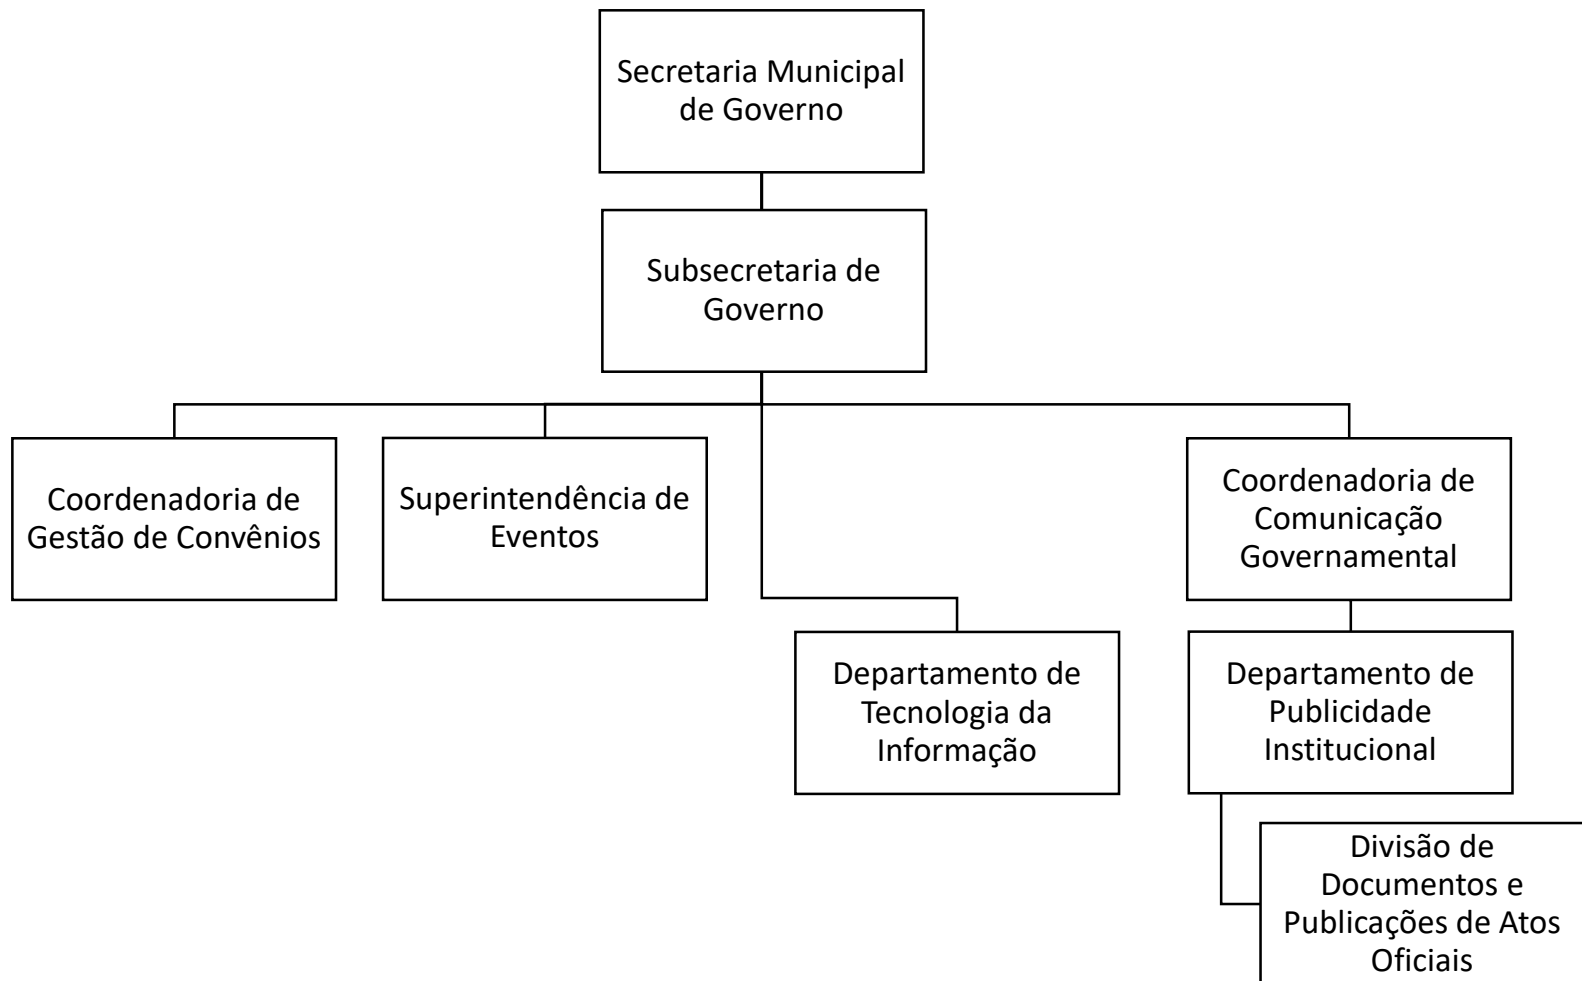 Secretaria Municipal
de Governo
Subsecretaria de
Governo
Coordenadoria de
Gestão de Convênios
Superintendência de
Eventos
Coordenadoria de
Comunicação
Governamental
Departamento de
Tecnologia da
Informação
Departamento de
Publicidade
Institucional
Divisão de
Documentos e
Publicações de Atos
Oficiais